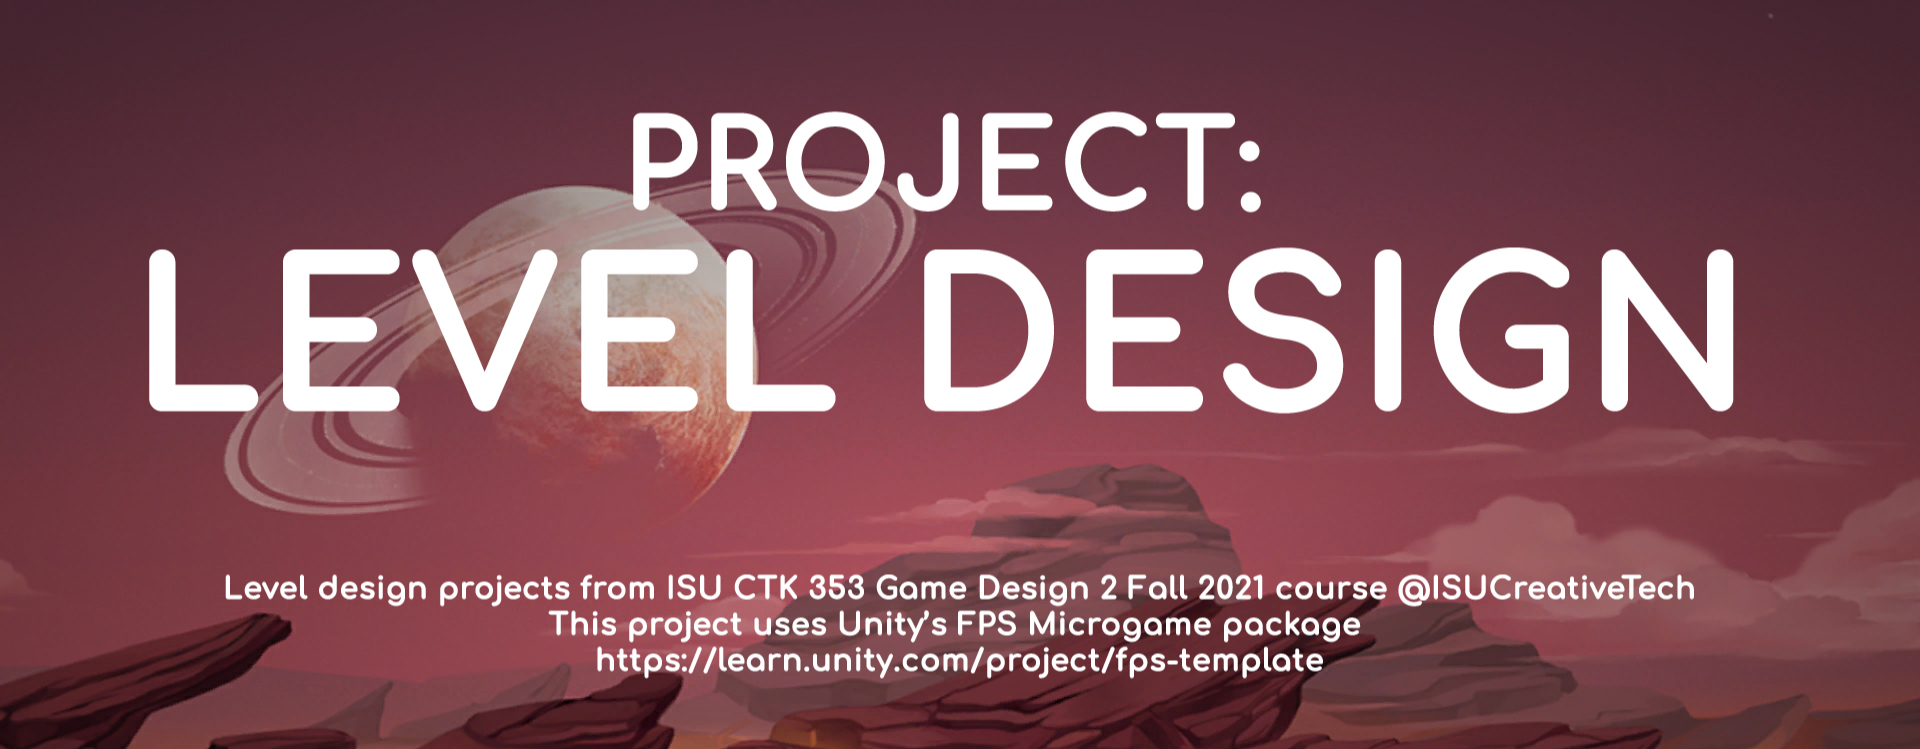 PROJECT:
LEVEL DESIGN
Level design projects from ISU CTK 353 Game Design 2 Fall 2021 course @ISUCreativeTech
This project uses Unity’s FPS Microgame package
https://learn.unity.com/project/fps-template